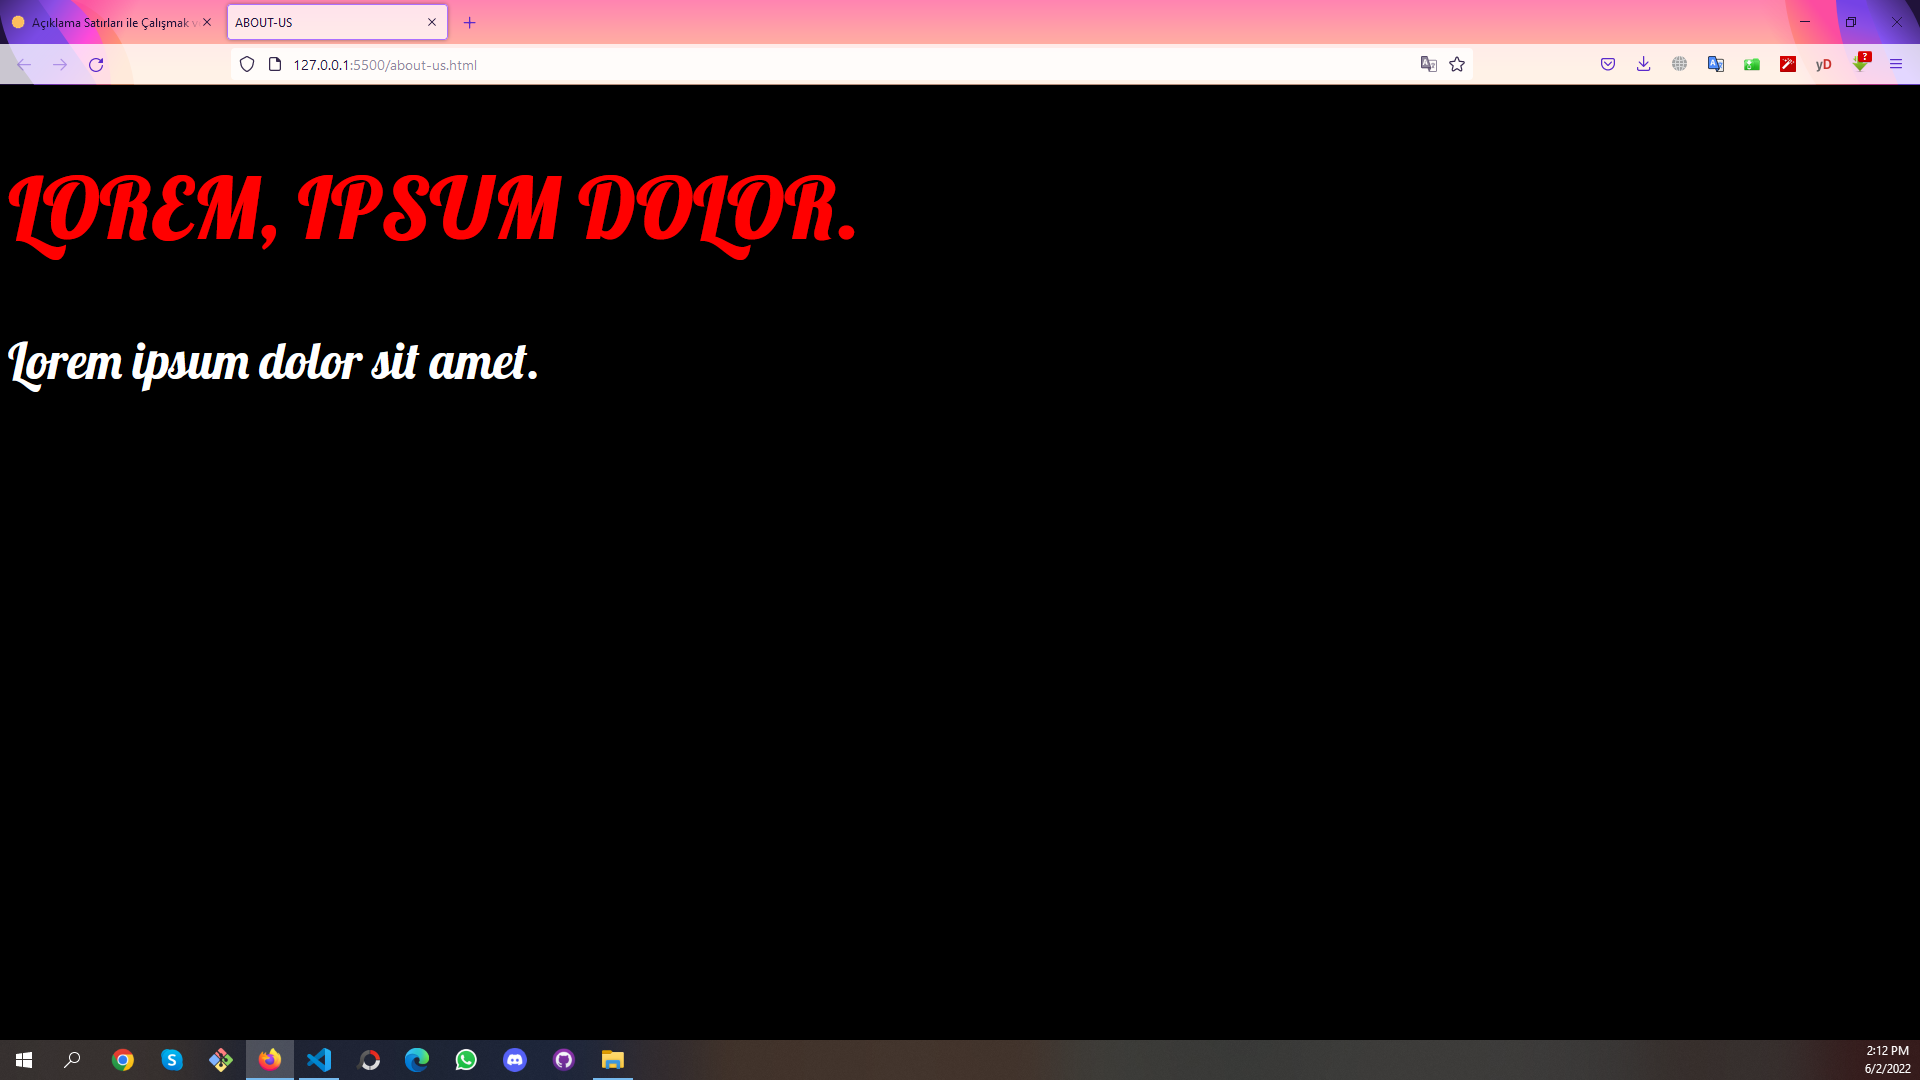 Açıklama Satırları ile Çalışmak v
ABOUT-US
127.0.0.1:5500/about-us.html
yD
?
LOREM, IPSUM DOLOR.
Lorem ipsum dolor sit amet.
2:12 PM
6/2/2022